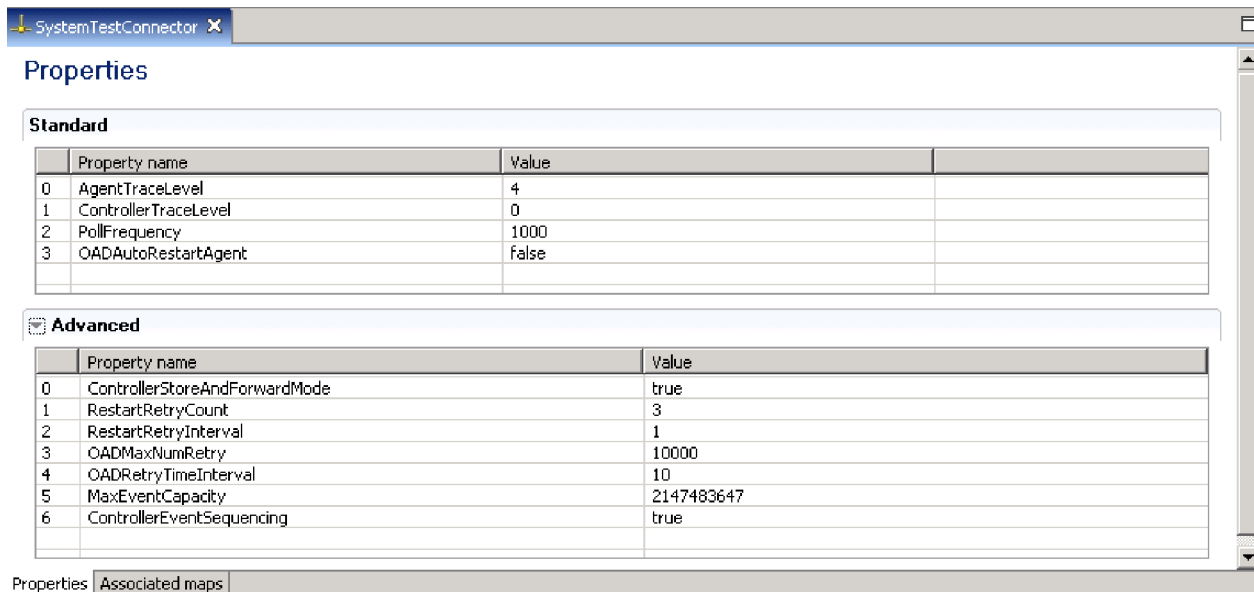 SystemTestConnector
Properties
Standard
Property name Value
0 AgentTraceLevel 4
1 ControllerTraceLevel 0
2 PollFrequency 1000
3 OADAutoRestartAgent false
Advanced
Property name Value
0 ControllerStoreAndForwardMode true
1 RestartRetryCount 3
2 RestartRetryInterval 1
3 OADMaxNumRetry 10000
4 OADRetryTimeInterval 10
5 MaxEventCapacity 2147483647
6 ControllerEventSequencing true
Properties Associated maps